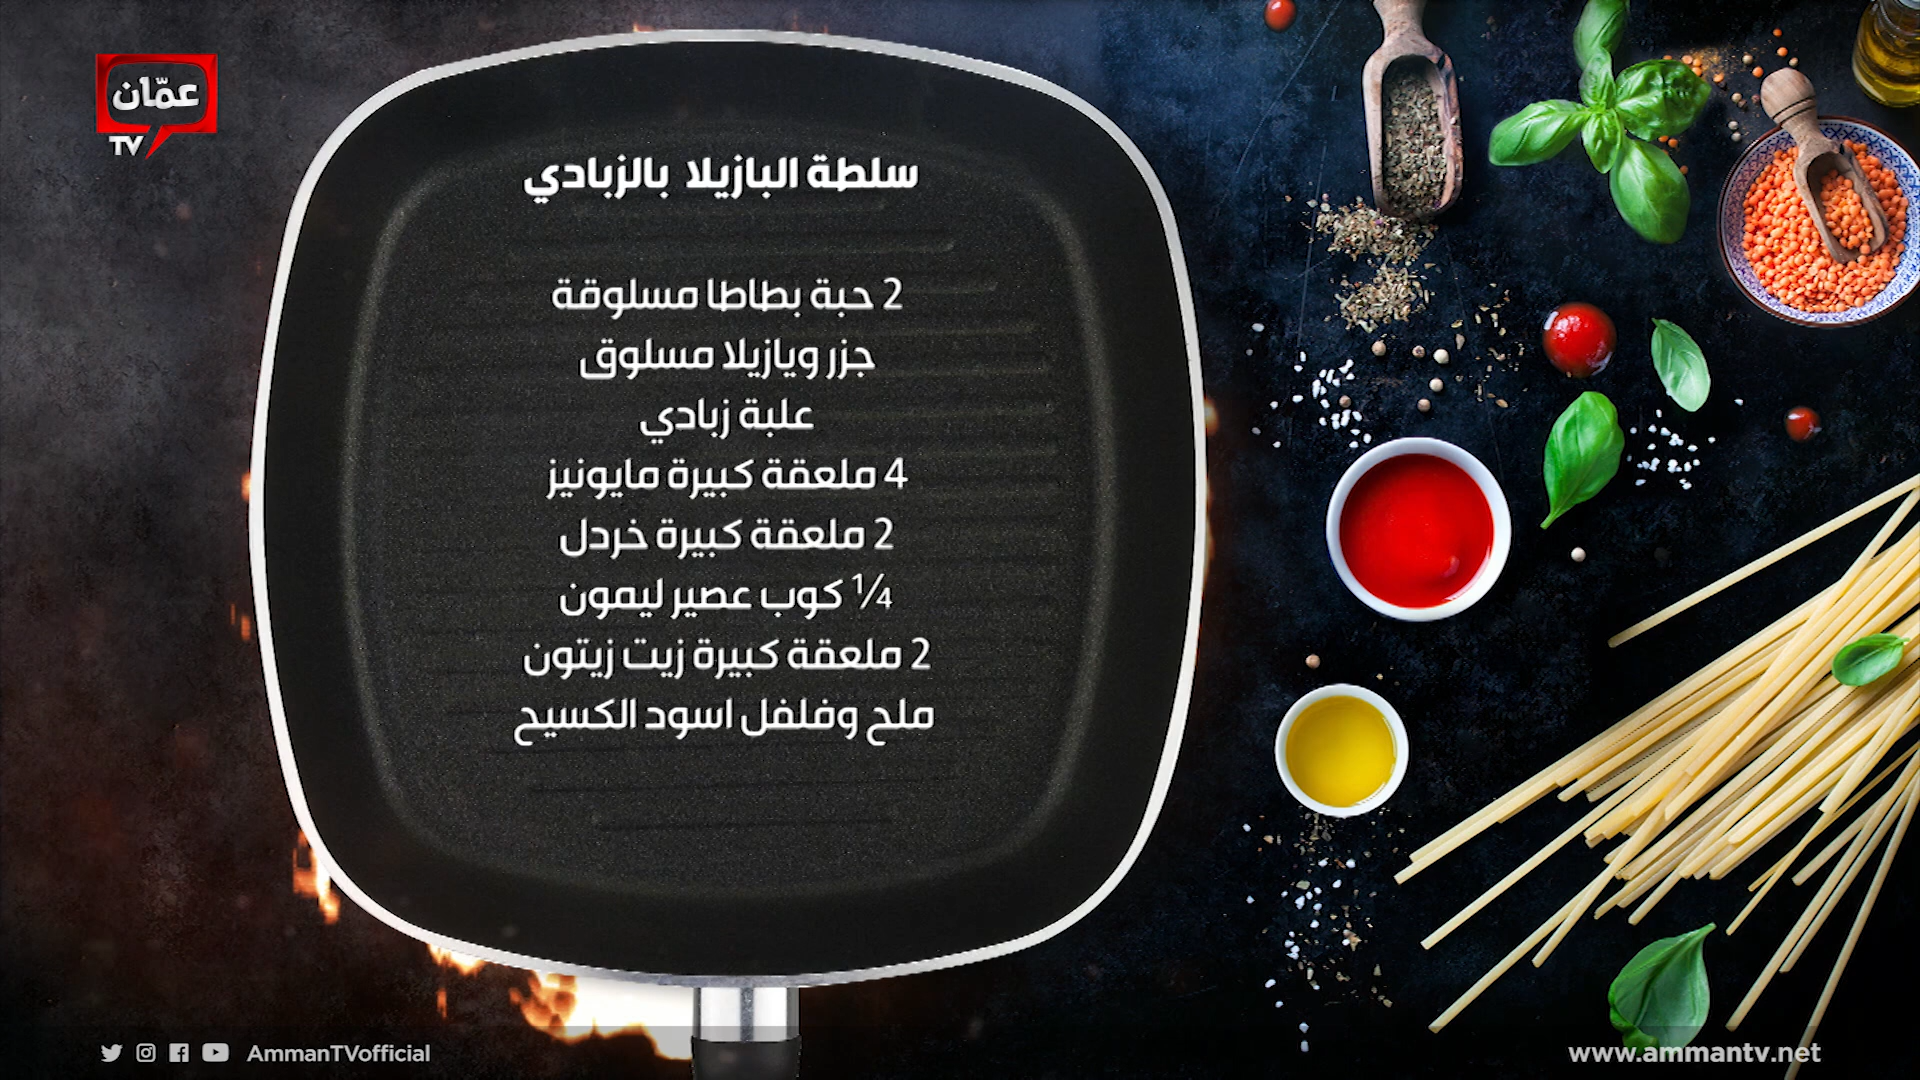 عمّان
TV
سلطة البازيلا بالزبادي
2 حبة بطاطا مسلوقة
جزر ويازيلا مسلوق
علبة زبادي
4 ملعقة كبيرة مايونيز
2 ملعقة كبيرة خردل
¼ كوب عصير ليمون
2 ملعقة كبيرة زيت زيتون
ملح وفلفل اسود الكسيح
AmmanTVofficial
www.ammantv.net